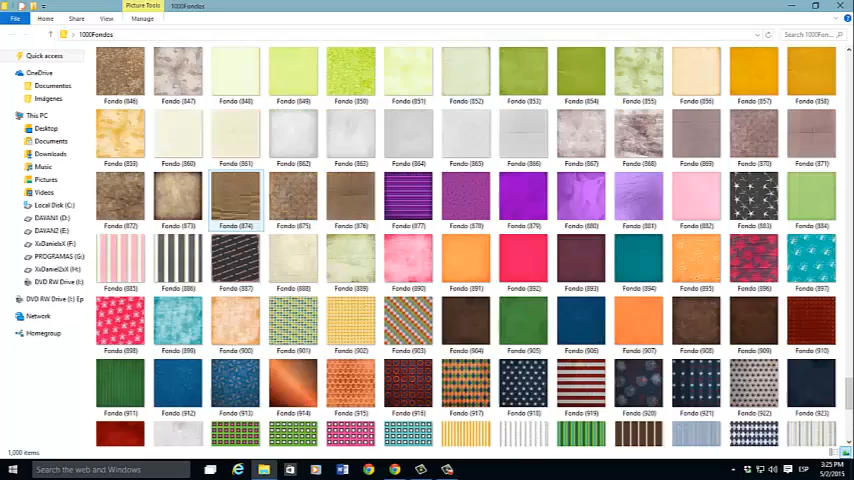 Picture Tools 1000Fondos
File Home Share View Manage
1000Fondos Search 1000Fon...
Quick access
OneDrive
Documentos
Imágenes
This PC
Desktop
Documents
Downloads
Music
Pictures
Videos
Local Disk (C:)
DAVAN1 (D:)
DAVAN2 (E:)
XxDanielxX (F:)
PROGRAMAS (G:)
XxDaniel2xX (H:)
DVD RW Drive (I:)
DVD RW Drive (I:) Ep
Network
Homegroup
Fondo (846) Fondo (847) Fondo (848) Fondo (849) Fondo (850) Fondo (851) Fondo (852) Fondo (853) Fondo (854) Fondo (855) Fondo (856) Fondo (857) Fondo (858)
Fondo (859) Fondo (860) Fondo (861) Fondo (862) Fondo (863) Fondo (864) Fondo (865) Fondo (866) Fondo (867) Fondo (868) Fondo (869) Fondo (870) Fondo (871)
Fondo (872) Fondo (873) Fondo (874) Fondo (875) Fondo (876) Fondo (877) Fondo (878) Fondo (879) Fondo (880) Fondo (881) Fondo (882) Fondo (883) Fondo (884)
Fondo (885) Fondo (886) Fondo (887) Fondo (888) Fondo (889) Fondo (890) Fondo (891) Fondo (892) Fondo (893) Fondo (894) Fondo (895) Fondo (896) Fondo (897)
Fondo (898) Fondo (899) Fondo (900) Fondo (901) Fondo (902) Fondo (903) Fondo (904) Fondo (905) Fondo (906) Fondo (907) Fondo (908) Fondo (909) Fondo (910)
Fondo (911) Fondo (912) Fondo (913) Fondo (914) Fondo (915) Fondo (916) Fondo (917) Fondo (918) Fondo (919) Fondo (920) Fondo (921) Fondo (922) Fondo (923)
1,000 items
Search the web and Windows ESP 3:25 PM
5/2/2015